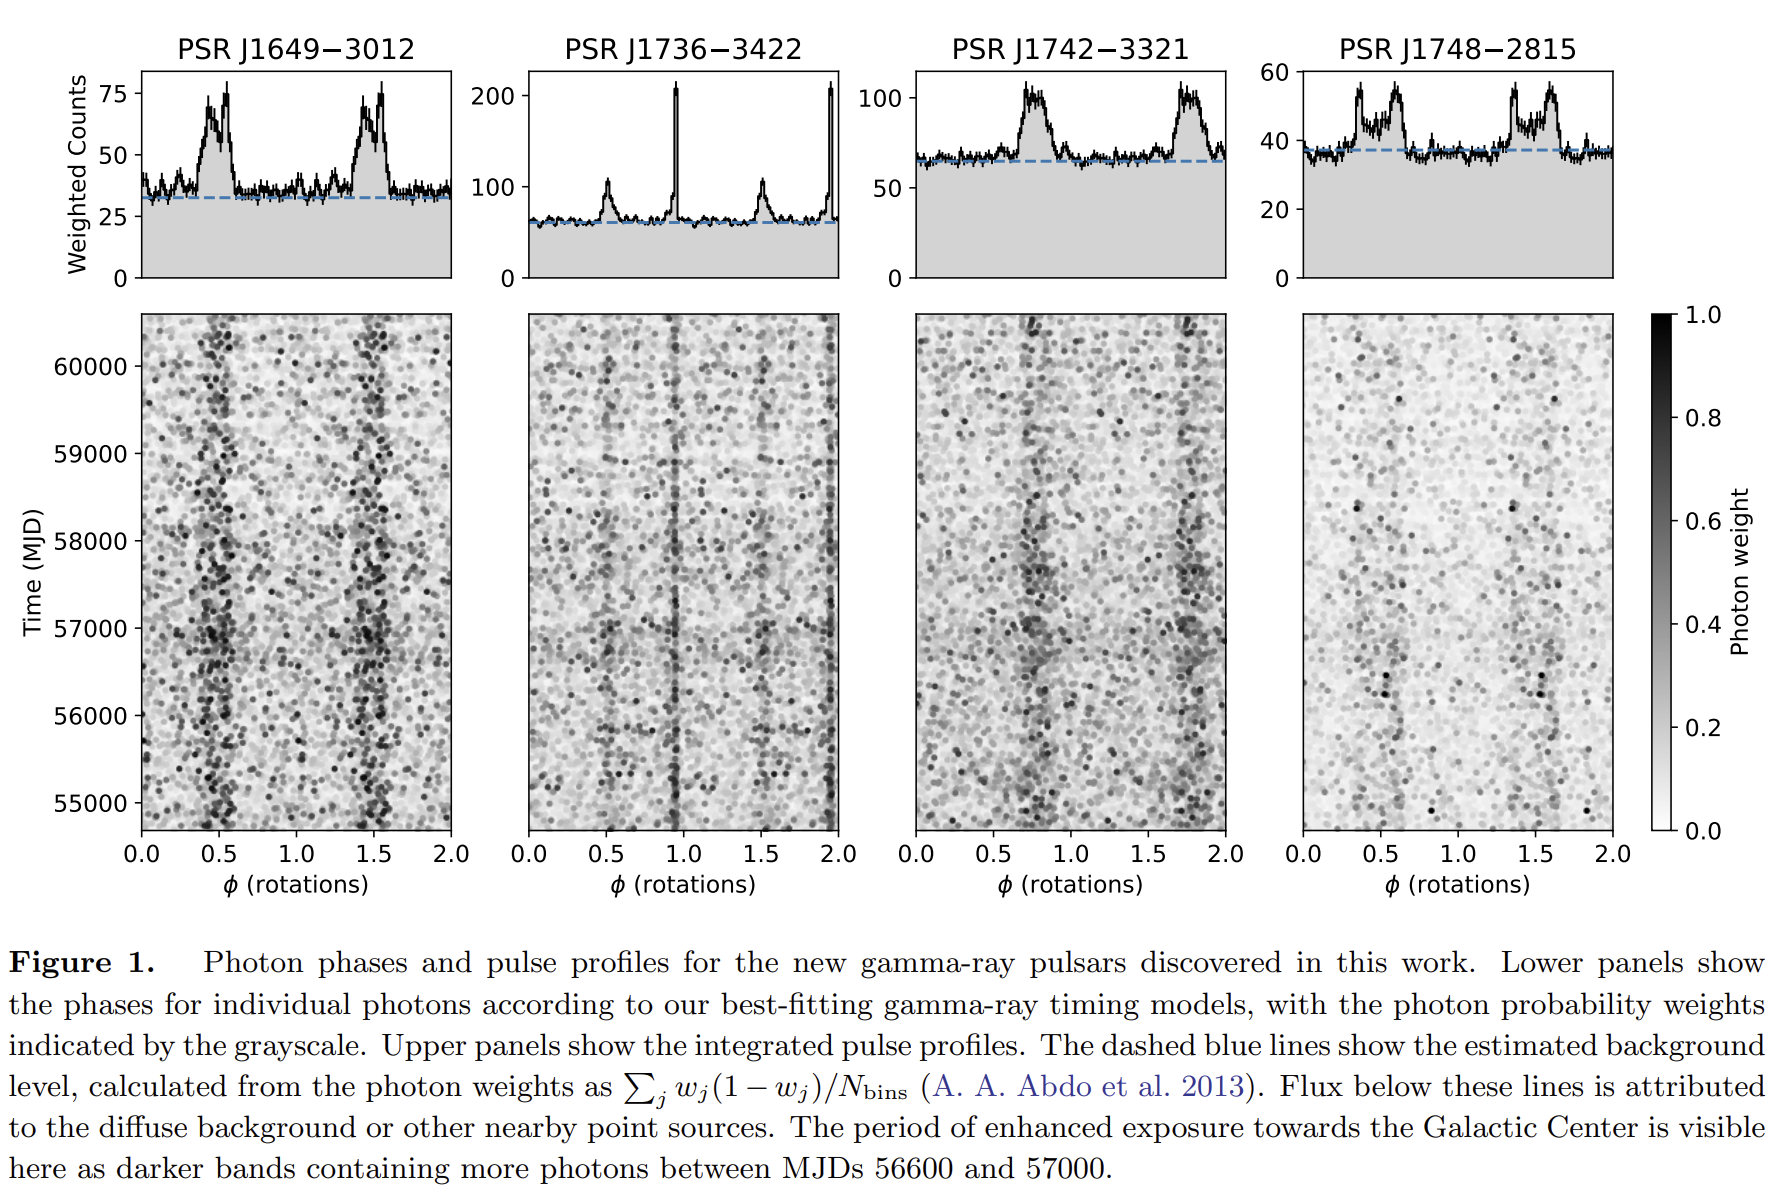 PSR J1649−3012
PSR J1736−3422
PSR J1742−3321
PSR J1748−2815
Weighted Counts
75
50
25
0
200
100
0
100
50
0
60
40
20
0
Time (MJD)
60000
59000
58000
57000
56000
55000
0.0 0.5 1.0 1.5 2.0
ϕ (rotations)
0.0 0.5 1.0 1.5 2.0
ϕ (rotations)
0.0 0.5 1.0 1.5 2.0
ϕ (rotations)
0.0 0.5 1.0 1.5 2.0
ϕ (rotations)
1.0
0.8
0.6
0.4
0.2
0.0
Photon weight
Figure 1. Photon phases and pulse profiles for the new gamma-ray pulsars discovered in this work. Lower panels show
the phases for individual photons according to our best-fitting gamma-ray timing models, with the photon probability weights
indicated by the grayscale. Upper panels show the integrated pulse profiles. The dashed blue lines show the estimated background
level, calculated from the photon weights as ∑j wj(1 − wj)/Nbins (A. A. Abdo et al. 2013). Flux below these lines is attributed
to the diffuse background or other nearby point sources. The period of enhanced exposure towards the Galactic Center is visible
here as darker bands containing more photons between MJDs 56600 and 57000.